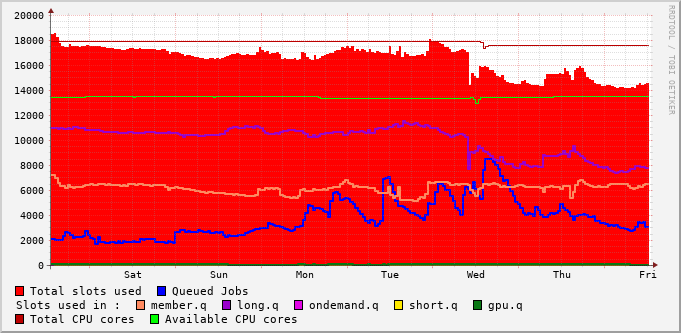 20000
18000
16000
14000
12000
10000
8000
6000
4000
2000
0
Sat Sun Mon Tue Wed Thu Fri
RRDTOOL / TOBI OETIKER
Total slots used Queued Jobs
Slots used in : member.q long.q ondemand.q short.q gpu.q
Total CPU cores Available CPU cores